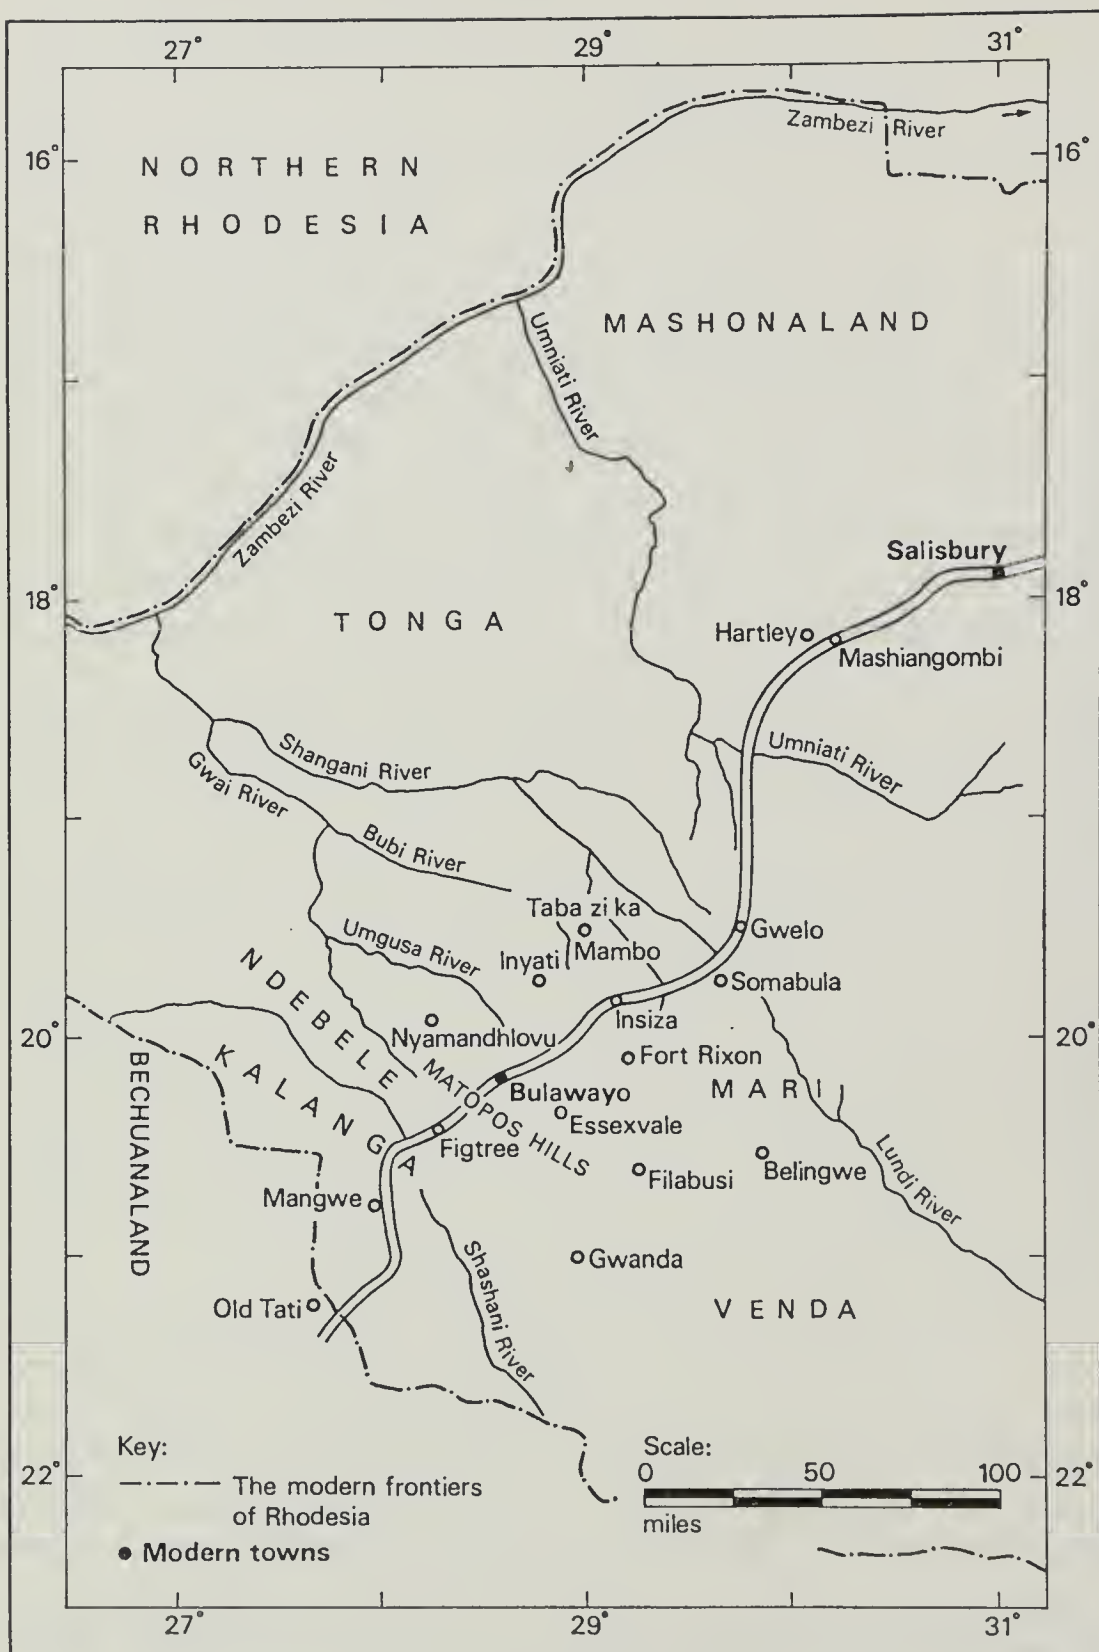 27°
29°
31°
Zambezi River
16°
16°
NORTHERN
RHODESIA
MASHONALAND
Umniati River
Zambezi River
Salisbury
18°
18°
TONGA
Hartley
Mashiangombi
Shangani River
Umniati River
Gwai River
Bubi River
Taba zi ka
Mambo
Gwelo
Umgusa River
Inyati
Somabula
NDEBELE
Insiza
Nyamandhlovu
20°
20°
Fort Rixon
BECHUANALAND
KALANGA
MATOPOS HILLS
Bulawayo
MARI
Essexvale
Figtree
Filabusi
Belingwe
Lundi River
Mangwe
Shashani River
Gwanda
Old Tati
VENDA
Key:
The modern frontiers
of Rhodesia
Modern towns
Scale:
0 50 100
miles
22°
22°
27°
29°
31°